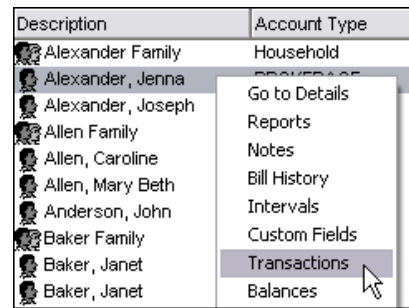 Description Account Type
Alexander Family Household
Alexander, Jenna
Alexander, Joseph
Allen Family
Allen, Caroline
Allen, Mary Beth
Anderson, John
Baker Family
Baker, Janet
Baker, Janet
Go to Details
Reports
Notes
Bill History
Intervals
Custom Fields
Transactions
Balances